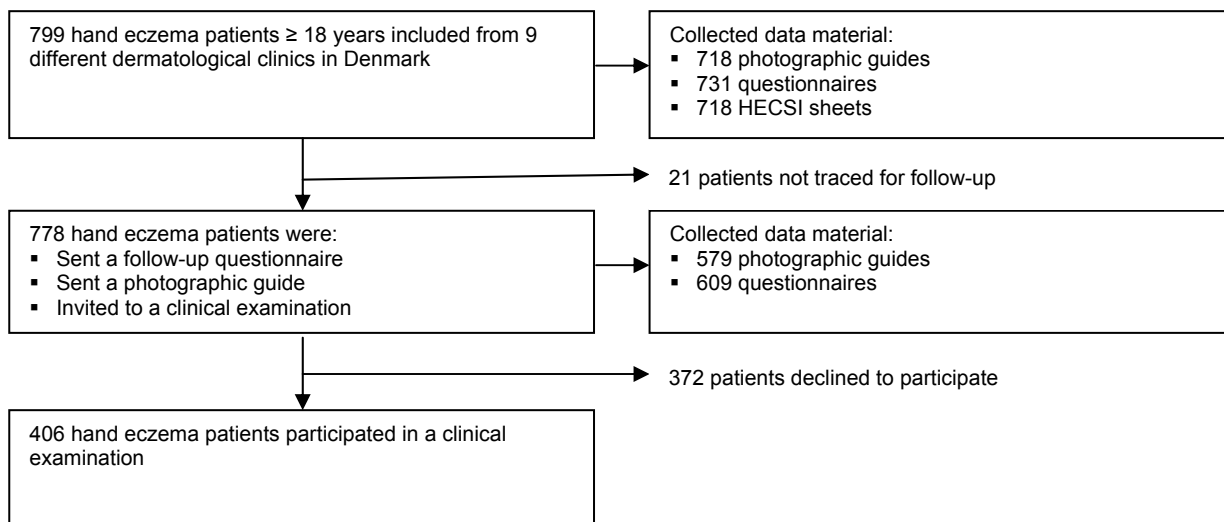 799 hand eczema patients ≥ 18 years included from 9
different dermatological clinics in Denmark
Collected data material:
▪ 718 photographic guides
▪ 731 questionnaires
▪ 718 HECSI sheets
21 patients not traced for follow-up
778 hand eczema patients were:
▪ Sent a follow-up questionnaire
▪ Sent a photographic guide
▪ Invited to a clinical examination
Collected data material:
▪ 579 photographic guides
▪ 609 questionnaires
372 patients declined to participate
406 hand eczema patients participated in a clinical
examination